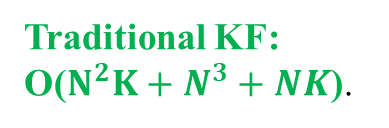 Traditional KF:
O(N²K + N³ + NK).